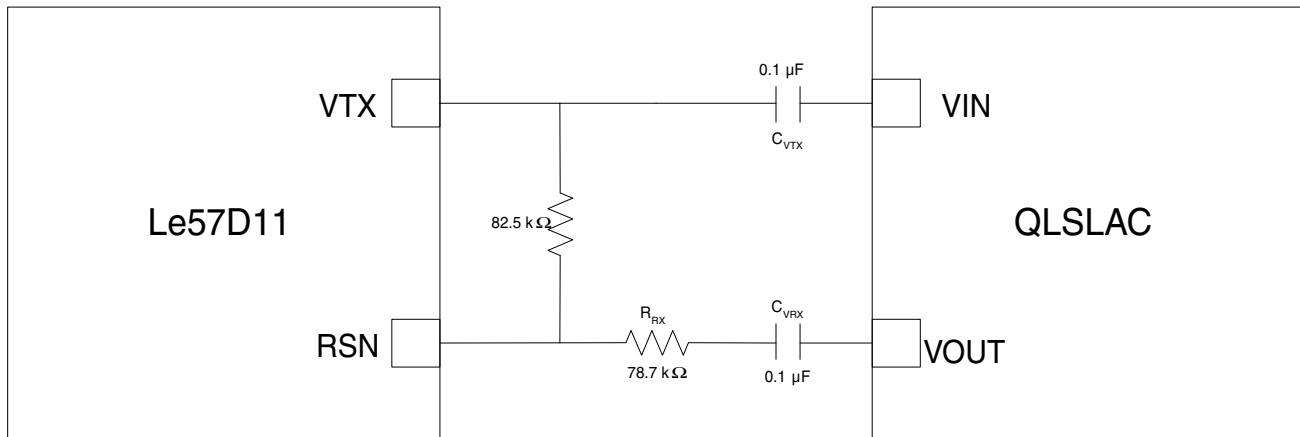 0.1 µF
VTX
VIN
C_VTX
Le57D11
82.5 kΩ
QLSLAC
R_RX
C_VRX
RSN
VOUT
78.7 kΩ
0.1 µF